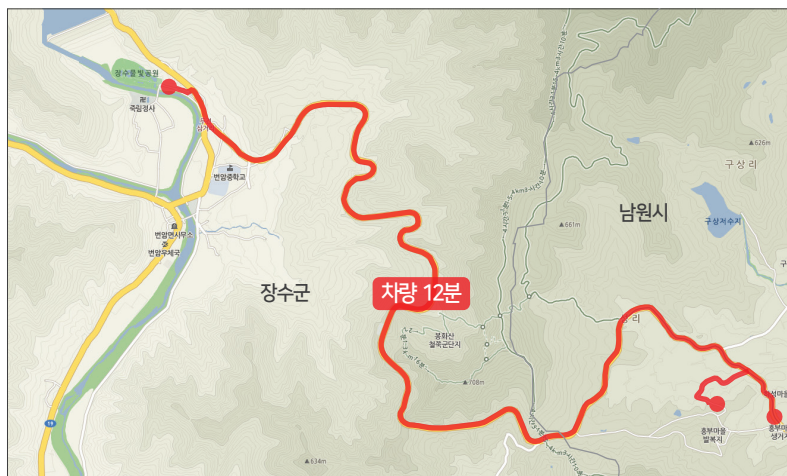 장수물빛공원
죽림정사
번암중학교
번암면사무소
번암우체국
19
장수군
차량 12분
남원시
구상리
▲626m
구상저수지
▲661m
봉화산
철쭉군단지
▲708m
▲634m
흥부마을
발복지